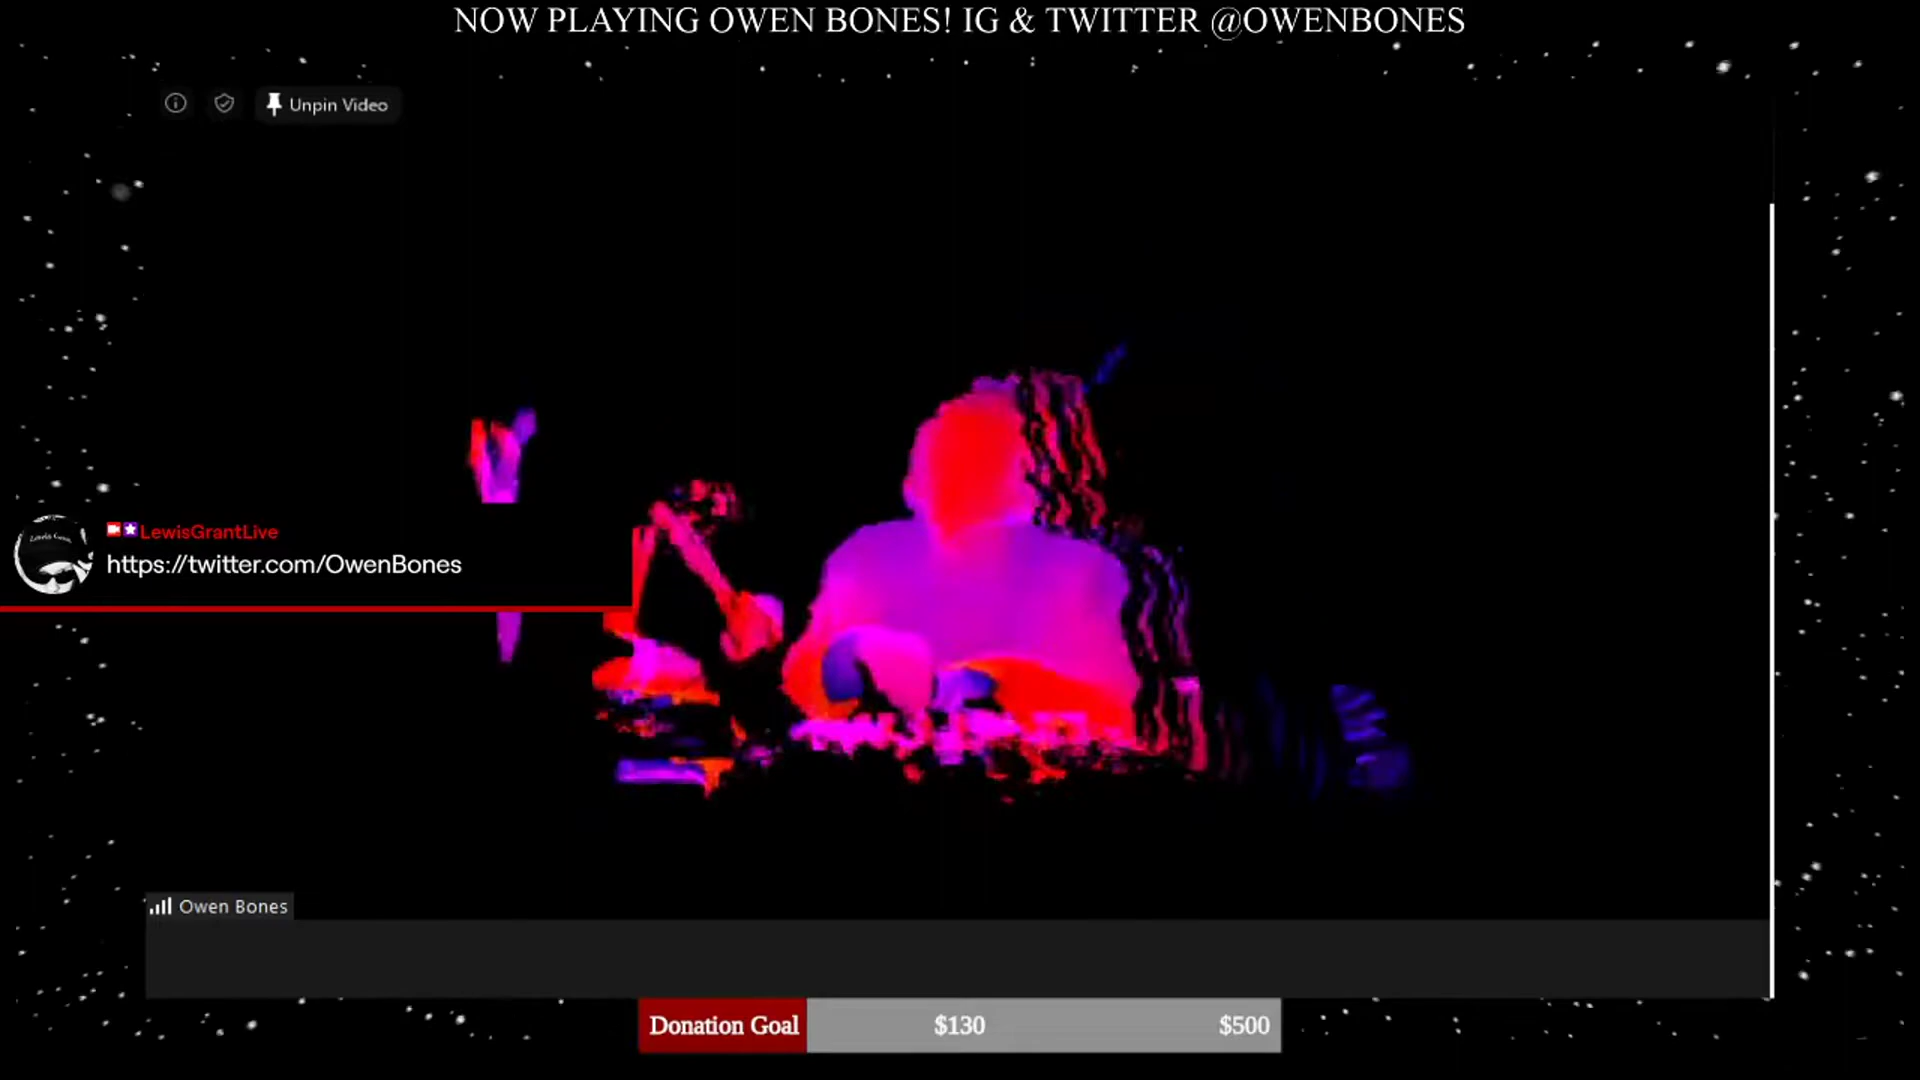 NOW PLAYING OWEN BONES! IG & TWITTER @OWENBONES
Unpin Video
LewisGrantLive
https://twitter.com/OwenBones
Owen Bones
Donation Goal $130 $500